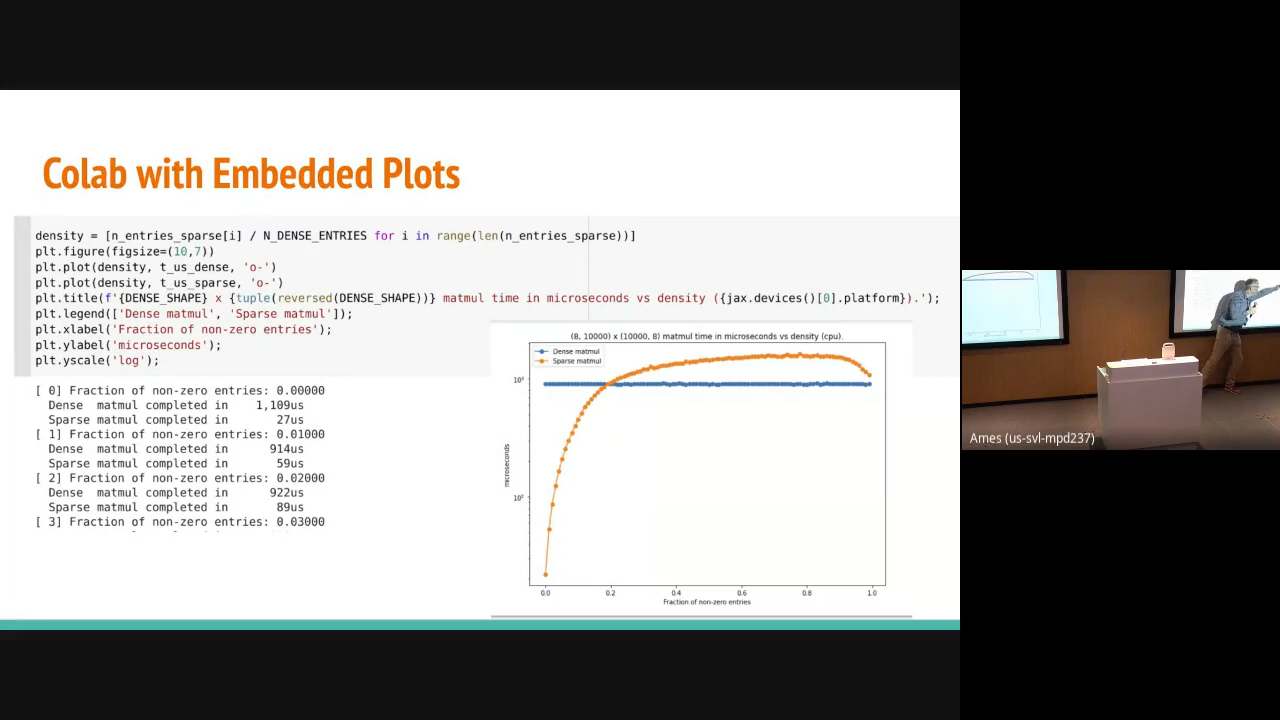 Colab with Embedded Plots
density = [n_entries_sparse[i] / N_DENSE_ENTRIES for i in range(len(n_entries_sparse))]
plt.figure(figsize=(10,7))
plt.plot(density, t_us_dense, 'o-')
plt.plot(density, t_us_sparse, 'o-')
plt.title(f'{DENSE_SHAPE} x {tuple(reversed(DENSE_SHAPE))} matmul time in microseconds vs density ({jax.devices()[0].platform}).');
plt.legend(['Dense matmul', 'Sparse matmul']);
plt.xlabel('Fraction of non-zero entries');
plt.ylabel('microseconds');
plt.yscale('log');
[ 0] Fraction of non-zero entries: 0.00000
Dense matmul completed in 1,109us
Sparse matmul completed in 27us
[ 1] Fraction of non-zero entries: 0.01000
Dense matmul completed in 914us
Sparse matmul completed in 59us
[ 2] Fraction of non-zero entries: 0.02000
Dense matmul completed in 922us
Sparse matmul completed in 89us
[ 3] Fraction of non-zero entries: 0.03000
(8, 10000) x (10000, 8) matmul time in microseconds vs density (cpu).
Dense matmul
Sparse matmul
10³
10²
microseconds
0.0 0.2 0.4 0.6 0.8 1.0
Fraction of non-zero entries
Ames (us-svl-mpd237)